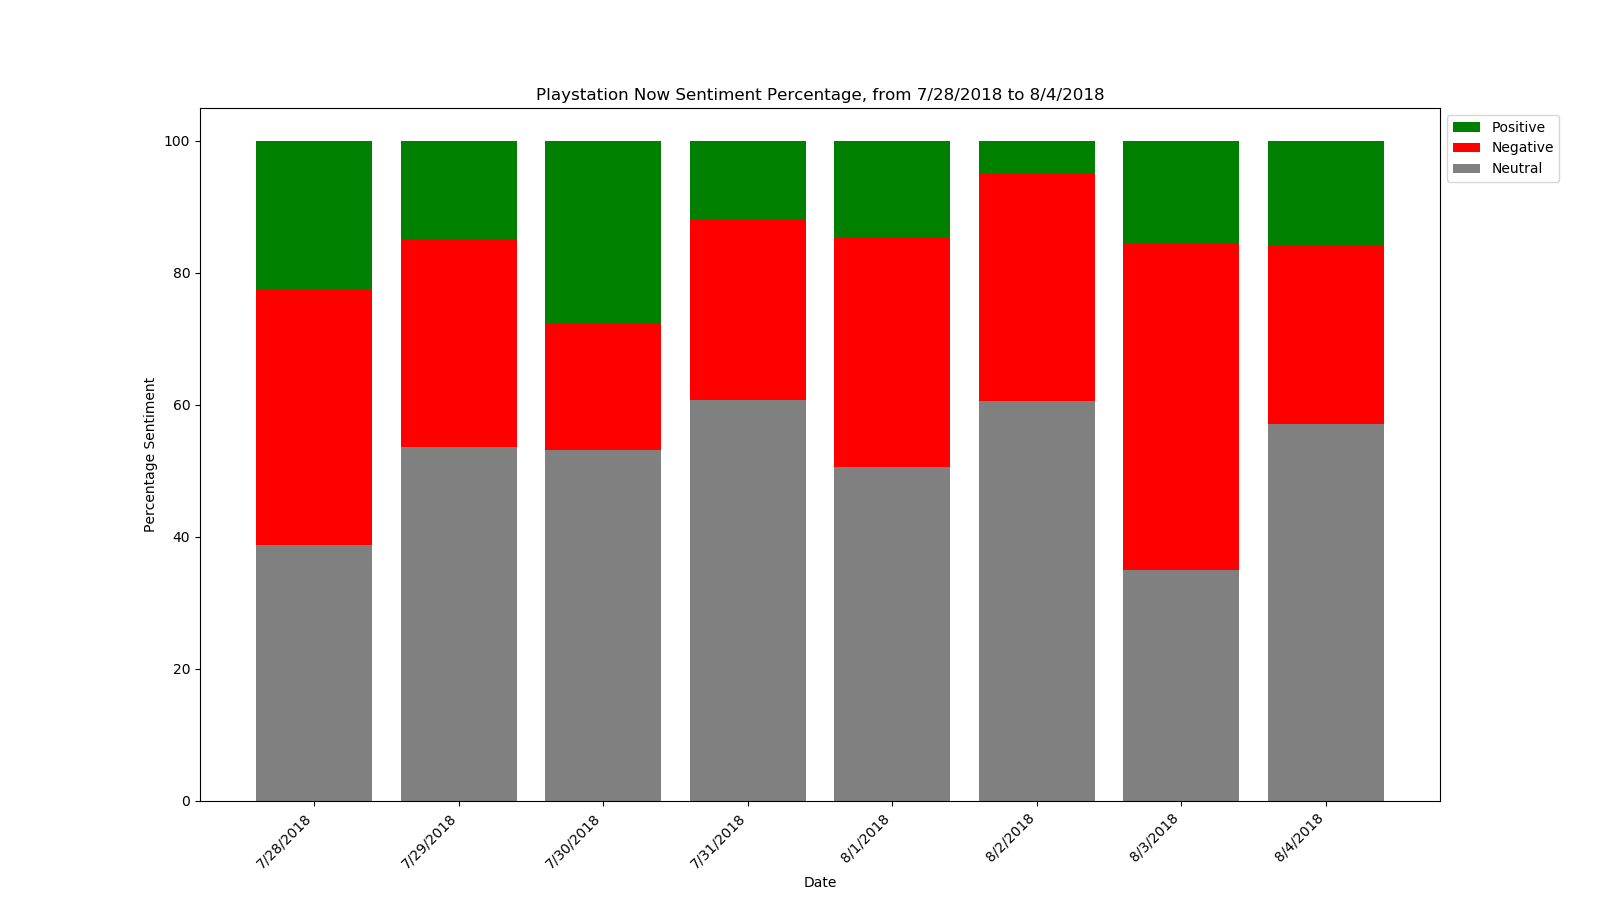 Playstation Now Sentiment Percentage, from 7/28/2018 to 8/4/2018
Positive
Negative
Neutral
Percentage Sentiment
100
80
60
40
20
0
7/28/2018
7/29/2018
7/30/2018
7/31/2018
8/1/2018
8/2/2018
8/3/2018
8/4/2018
Date